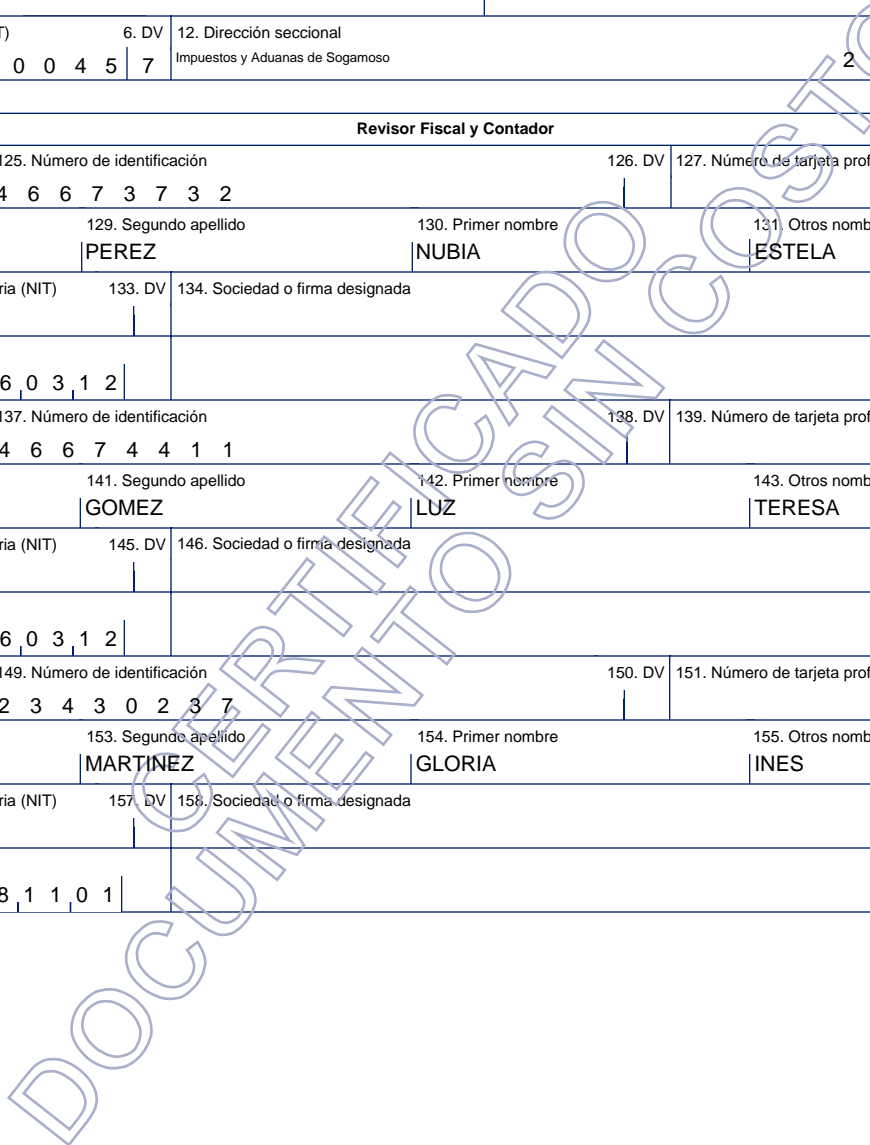 T) 6. DV 12. Dirección seccional
0 0 4 5 7 Impuestos y Aduanas de Sogamoso 2
Revisor Fiscal y Contador
125. Número de identificación 126. DV 127. Número de tarjeta prof
4 6 6 7 3 7 3 2
129. Segundo apellido 130. Primer nombre 131. Otros nomb
PEREZ NUBIA ESTELA
ria (NIT) 133. DV 134. Sociedad o firma designada
6 0 3 1 2
137. Número de identificación 138. DV 139. Número de tarjeta prof
4 6 6 7 4 4 1 1
141. Segundo apellido 142. Primer nombre 143. Otros nomb
GOMEZ LUZ TERESA
ria (NIT) 145. DV 146. Sociedad o firma designada
6 0 3 1 2
149. Número de identificación 150. DV 151. Número de tarjeta prof
2 3 4 3 0 2 3 7
153. Segundo apellido 154. Primer nombre 155. Otros nomb
MARTINEZ GLORIA INES
ria (NIT) 157. DV 158. Sociedad o firma designada
8 1 1 0 1
CERTIFICADO
DOCUMENTO SIN COSTO